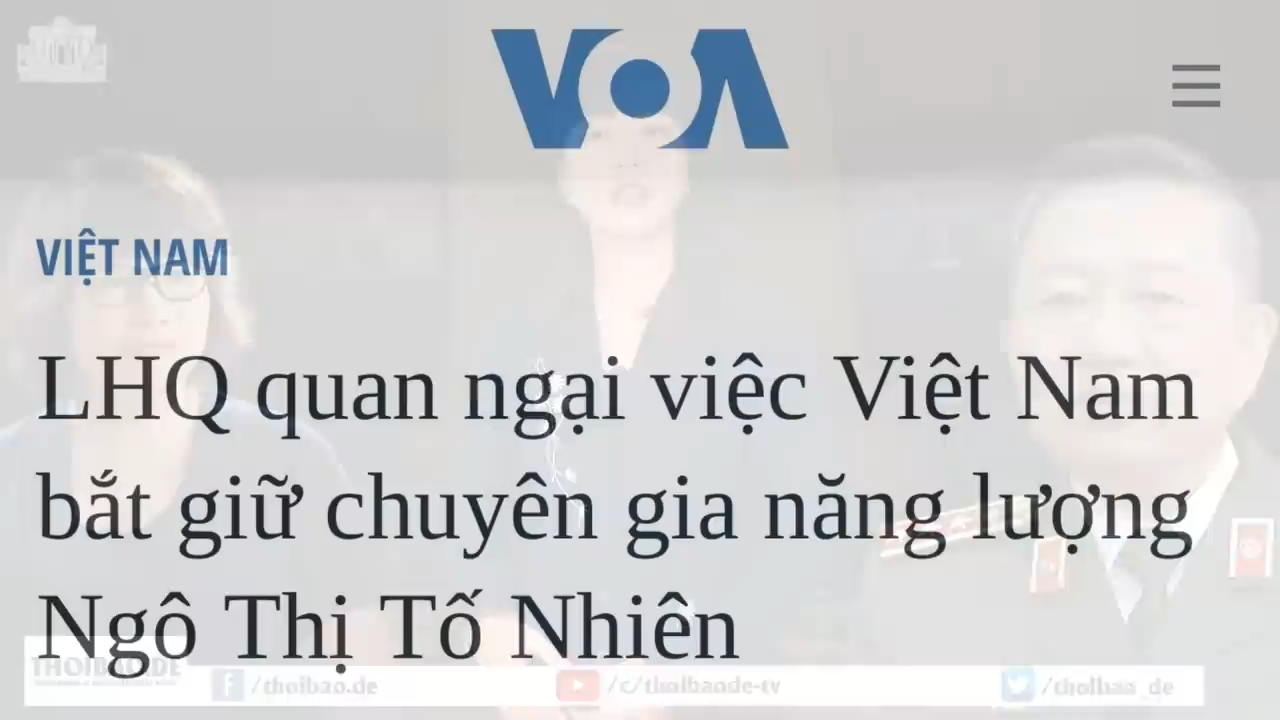 VOA
VIỆT NAM
LHQ quan ngại việc Việt Nam
bắt giữ chuyên gia năng lượng
Ngô Thị Tố Nhiên
THOIBAO.DE
/thoibao.de
/c/thoibaode-tv
/thoibao_de